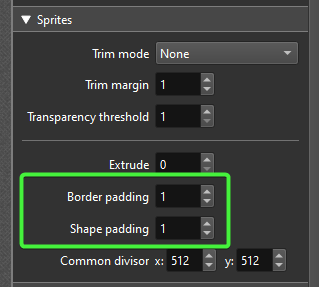 Sprites
Trim mode None
Trim margin 1
Transparency threshold 1
Extrude 0
Border padding 1
Shape padding 1
Common divisor x: 512 y: 512